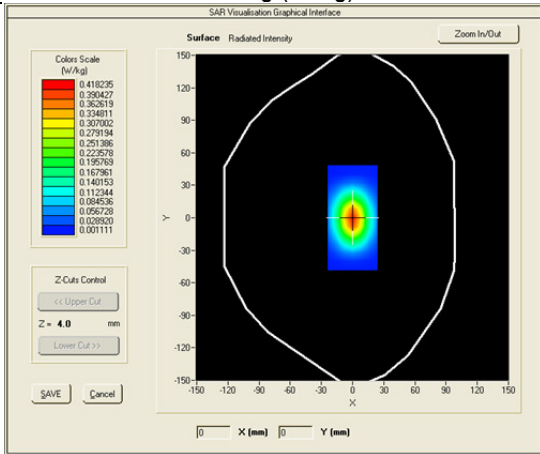 SAR Visualisation Graphical Interface
Surface Radiated Intensity
Zoom In/Out
Colors Scale
(W/kg)
0.418235
0.390427
0.362619
0.334811
0.307002
0.279194
0.251386
0.223578
0.195769
0.167961
0.140153
0.112344
0.084536
0.056728
0.028920
0.001111
150-
120-
90-
60-
30-
Y 0-
-30-
-60-
-90-
-120-
-150-
-150 -120 -90 -60 -30 0 30 60 90 120 150
X
Z-Cuts Control
<< Upper Cut
Z = 4.0 mm
Lower Cut >>
SAVE Cancel
0 X (mm) 0 Y (mm)